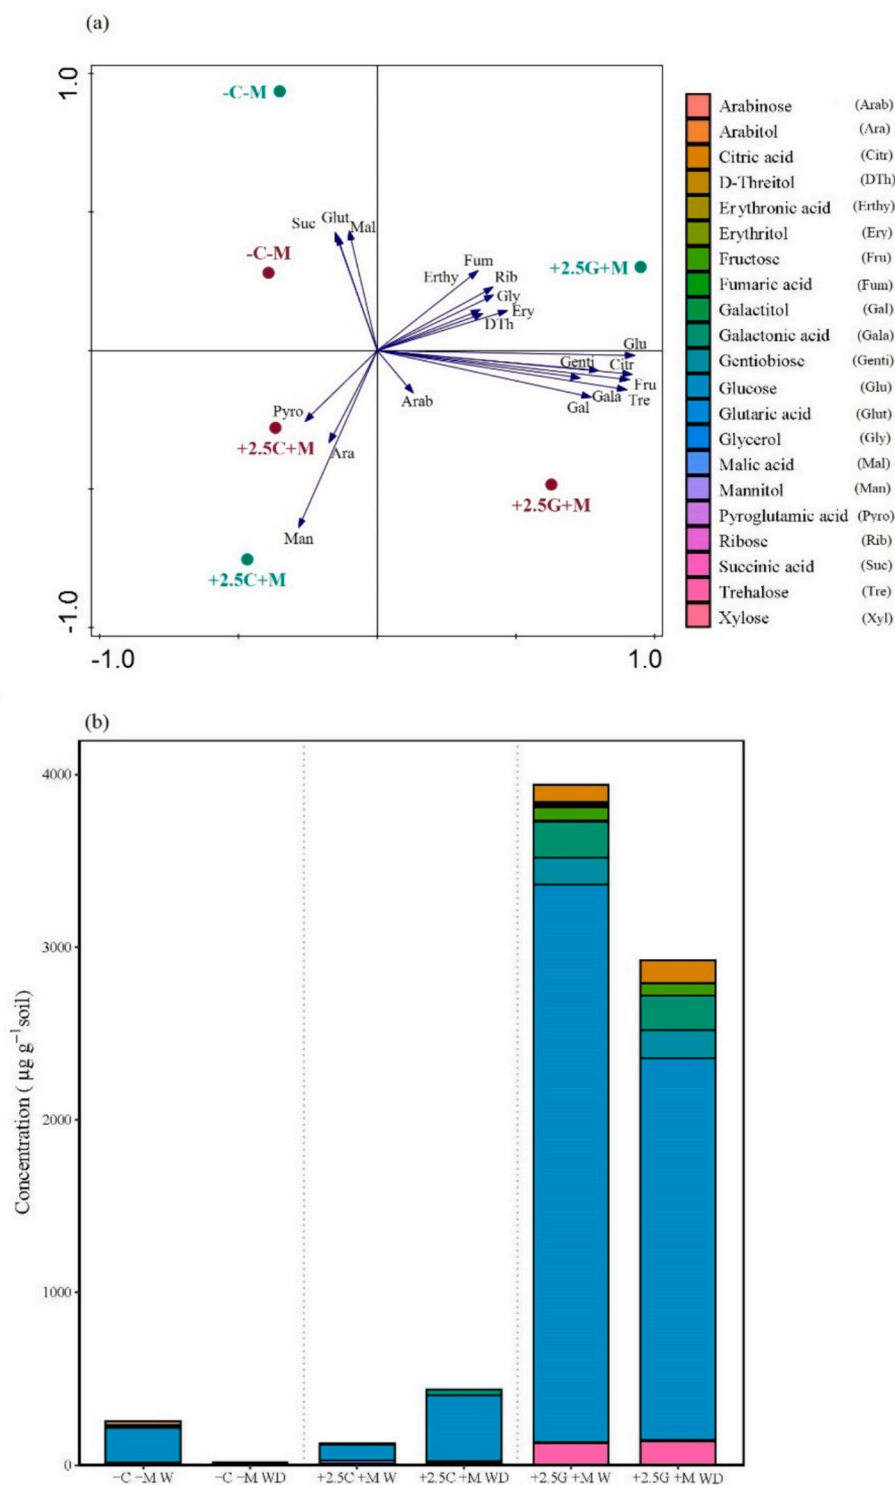 (a)
1.0
-C-M
Suc Glut Mal
-C-M
Fum
Erthy Rib
+2.5G+M
Gly
Ery
DTh
Glu
Genti Citr
Fru
Gala Tre
Gal
Arab
Pyro
+2.5C+M
Ara
+2.5G+M
Man
+2.5C+M
-1.0
-1.0 1.0
Arabinose (Arab)
Arabitol (Ara)
Citric acid (Citr)
D-Threitol (DTh)
Erythronic acid (Erthy)
Erythritol (Ery)
Fructose (Fru)
Fumaric acid (Fum)
Galactitol (Gal)
Galactonic acid (Gala)
Gentiobiose (Genti)
Glucose (Glu)
Glutaric acid (Glut)
Glycerol (Gly)
Malic acid (Mal)
Mannitol (Man)
Pyroglutamic acid (Pyro)
Ribose (Rib)
Succinic acid (Suc)
Trehalose (Tre)
Xylose (Xyl)
(b)
Concentration ( µg g⁻¹soil)
4000
3000
2000
1000
0
−C −M W −C −M WD +2.5C +M W +2.5C +M WD +2.5G +M W +2.5G +M WD